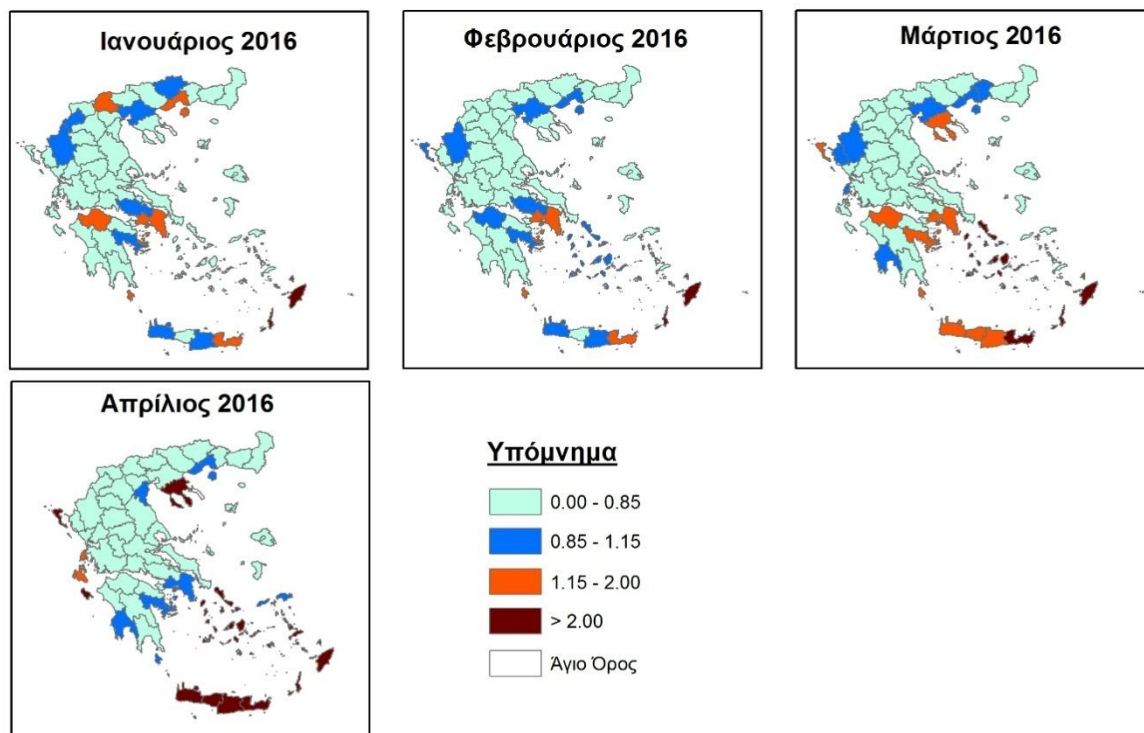 Ιανουάριος 2016
Φεβρουάριος 2016
Μάρτιος 2016
Απρίλιος 2016
Υπόμνημα
0.00 - 0.85
0.85 - 1.15
1.15 - 2.00
> 2.00
Άγιο Όρος